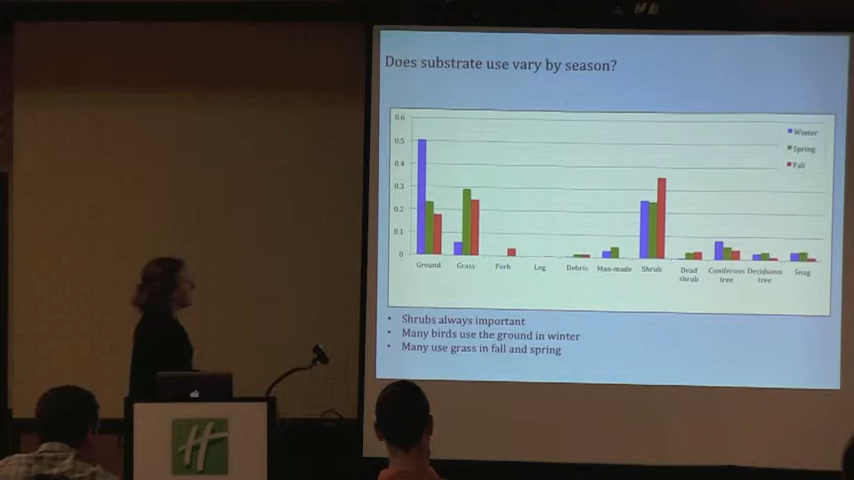 Does substrate use vary by season?
0.6
0.5
0.4
0.3
0.2
0.1
0
Winter
Spring
Fall
Ground
Grass
Forb
Log
Debris
Man-made
Shrub
Dead shrub
Coniferous tree
Deciduous tree
Snag
• Shrubs always important
• Many birds use the ground in winter
• Many use grass in fall and spring
H